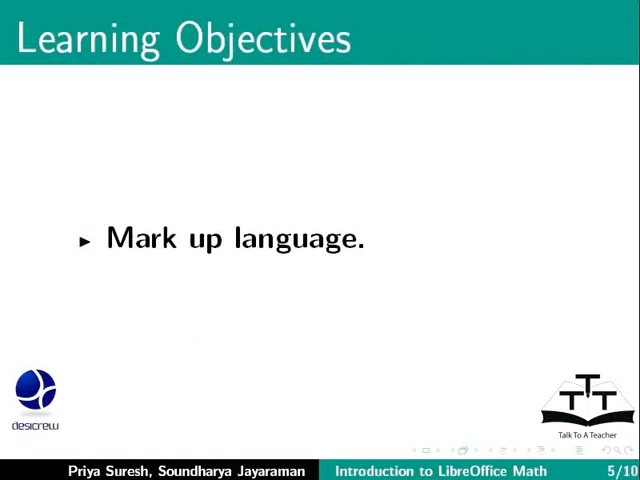 Learning Objectives
Mark up language.
desicrew
TTT
Talk To A Teacher
Priya Suresh, Soundharya Jayaraman
Introduction to LibreOffice Math
5/10